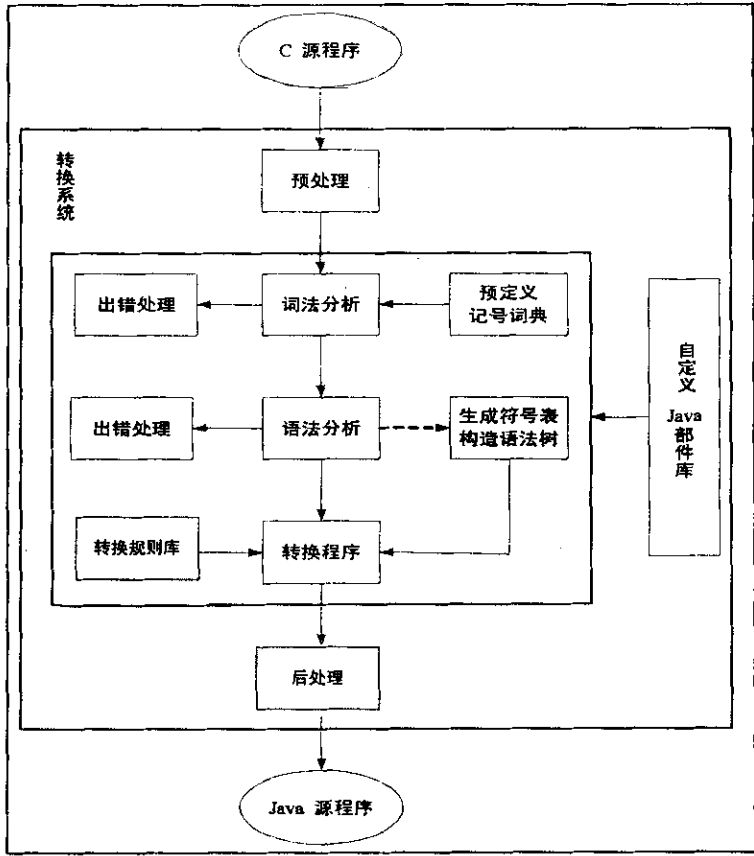 C 源程序
转换系统
预处理
出错处理
词法分析
预定义
记号词典
自定义
Java
部件库
出错处理
语法分析
生成符号表
构造语法树
转换规则库
转换程序
后处理
Java 源程序